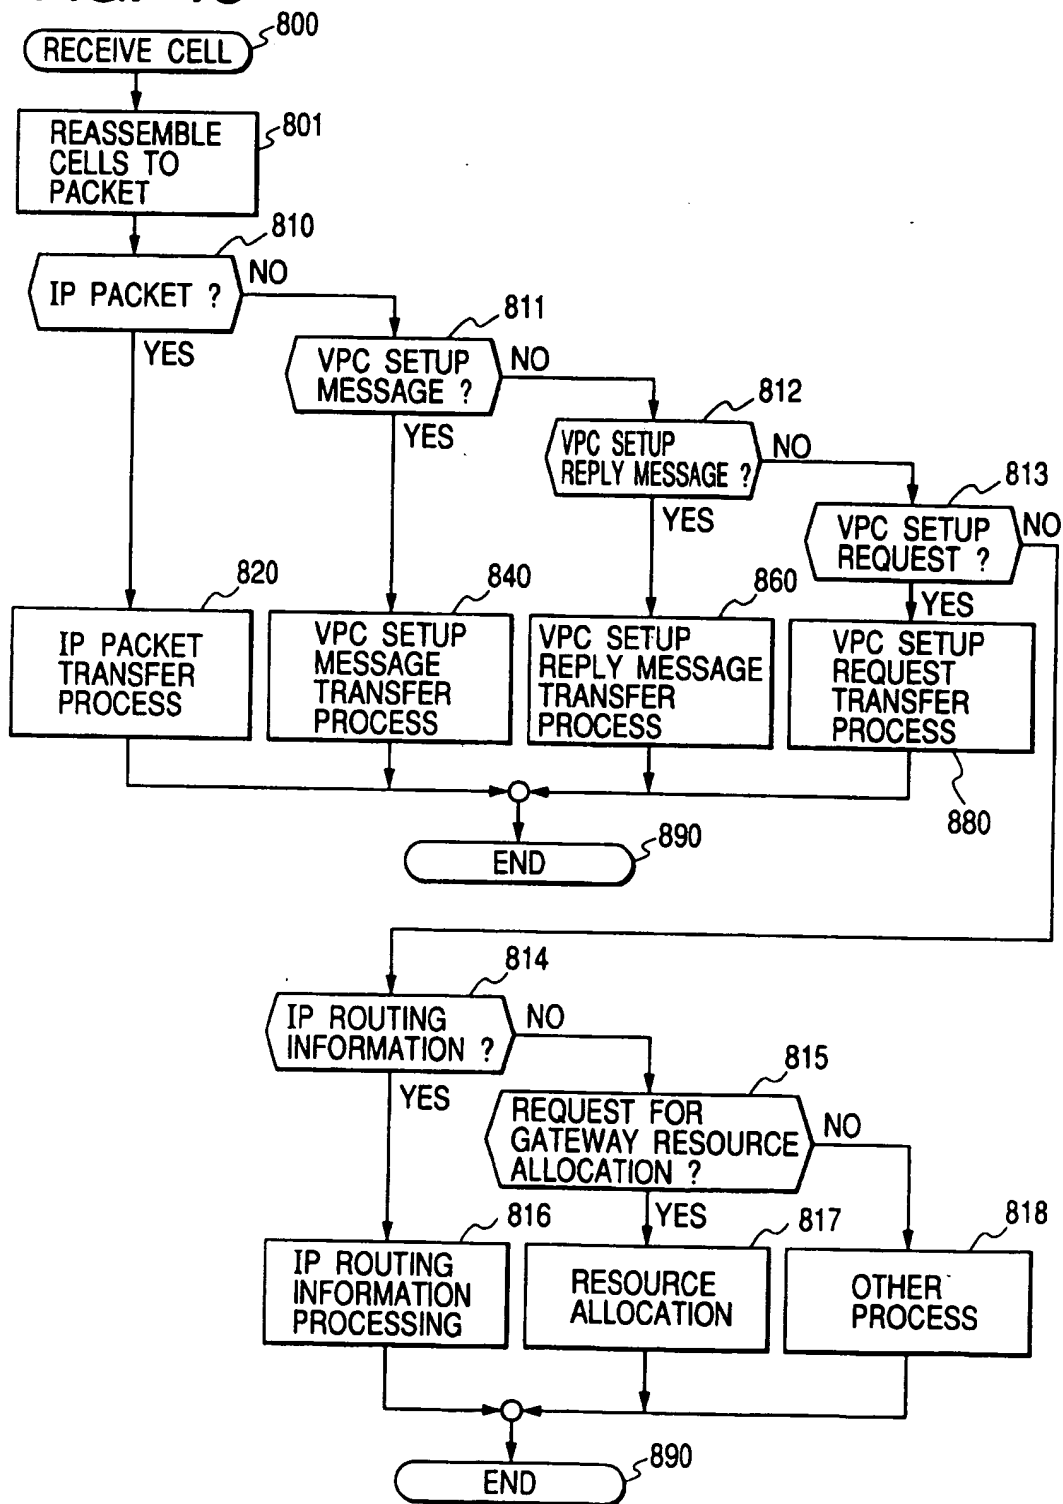 800
RECEIVE CELL
REASSEMBLE
CELLS TO
PACKET
801
810
IP PACKET ?
NO
YES
811
VPC SETUP
MESSAGE ?
NO
YES
812
VPC SETUP
REPLY MESSAGE ?
NO
YES
813
VPC SETUP
REQUEST ?
NO
YES
820
IP PACKET
TRANSFER
PROCESS
840
VPC SETUP
MESSAGE
TRANSFER
PROCESS
860
VPC SETUP
REPLY MESSAGE
TRANSFER
PROCESS
VPC SETUP
REQUEST
TRANSFER
PROCESS
880
END
890
814
IP ROUTING
INFORMATION ?
NO
YES
815
REQUEST FOR
GATEWAY RESOURCE
ALLOCATION ?
NO
YES
816
IP ROUTING
INFORMATION
PROCESSING
817
RESOURCE
ALLOCATION
818
OTHER
PROCESS
END
890